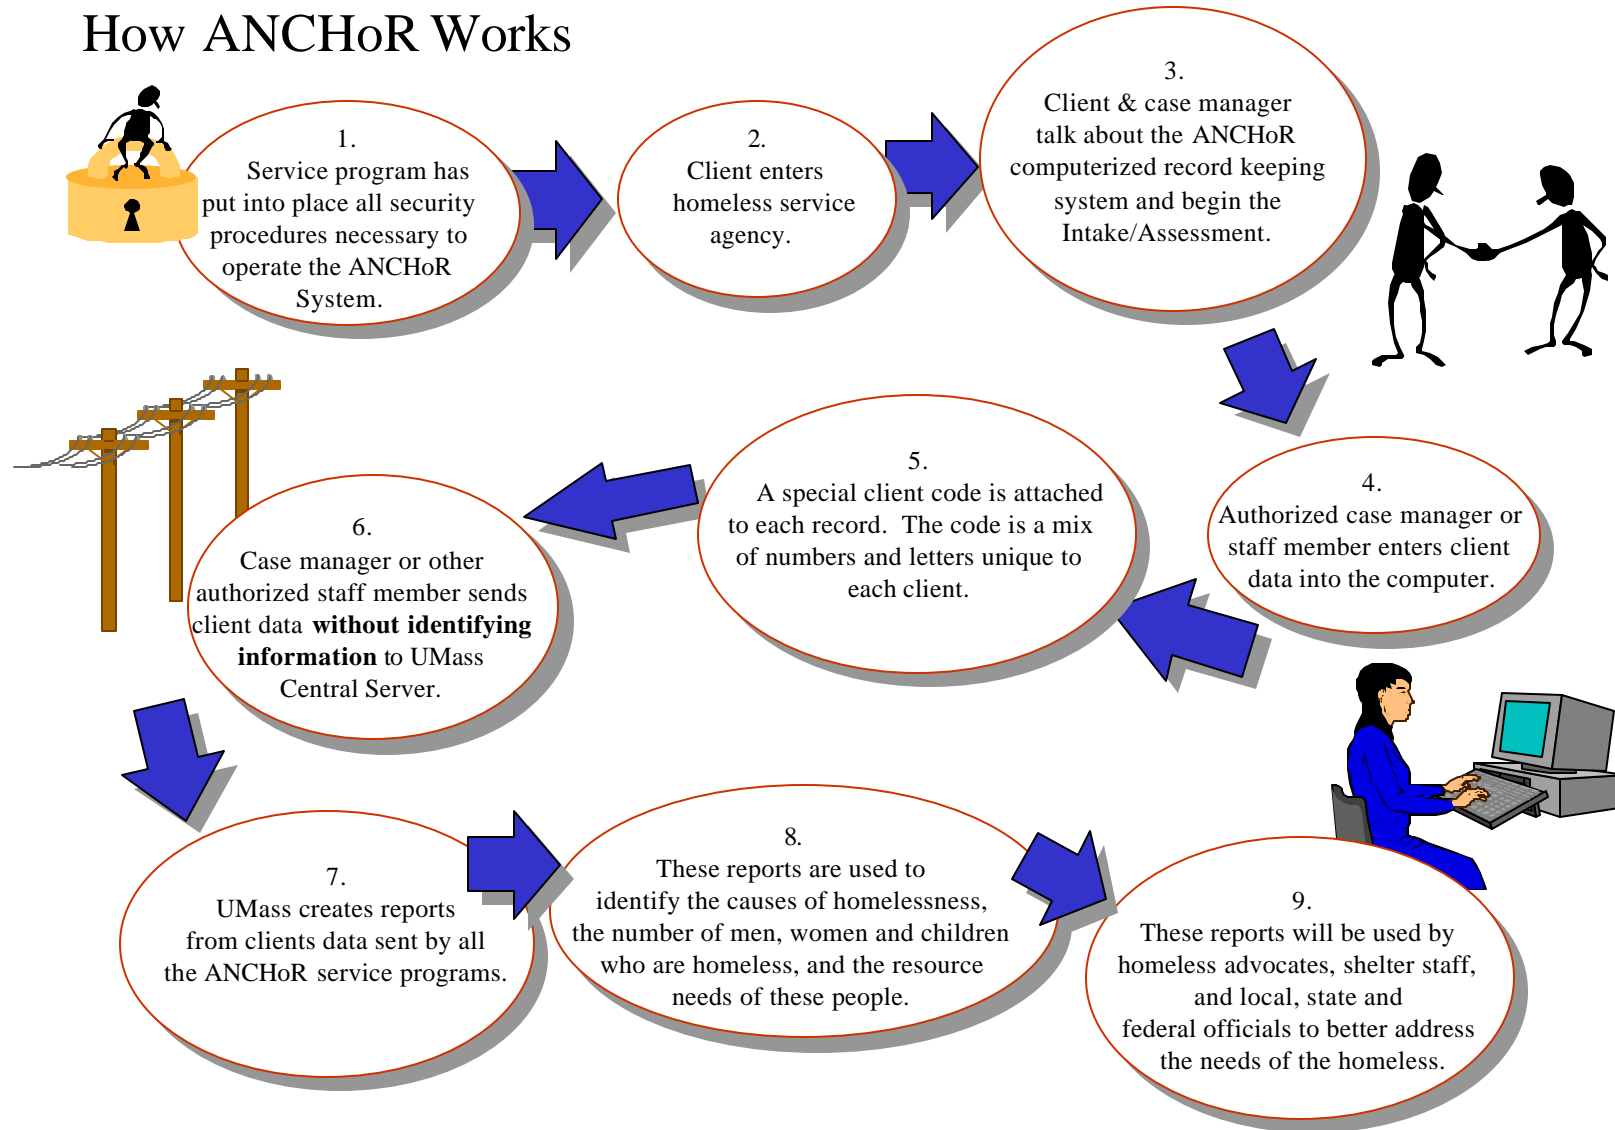 How ANCHoR Works
1.
Service program has
put into place all security
procedures necessary to
operate the ANCHoR
System.
2.
Client enters
homeless service
agency.
3.
Client & case manager
talk about the ANCHoR
computerized record keeping
system and begin the
Intake/Assessment.
4.
Authorized case manager or
staff member enters client
data into the computer.
5.
A special client code is attached
to each record. The code is a mix
of numbers and letters unique to
each client.
6.
Case manager or other
authorized staff member sends
client data without identifying
information to UMass
Central Server.
7.
UMass creates reports
from clients data sent by all
the ANCHoR service programs.
8.
These reports are used to
identify the causes of homelessness,
the number of men, women and children
who are homeless, and the resource
needs of these people.
9.
These reports will be used by
homeless advocates, shelter staff,
and local, state and
federal officials to better address
the needs of the homeless.